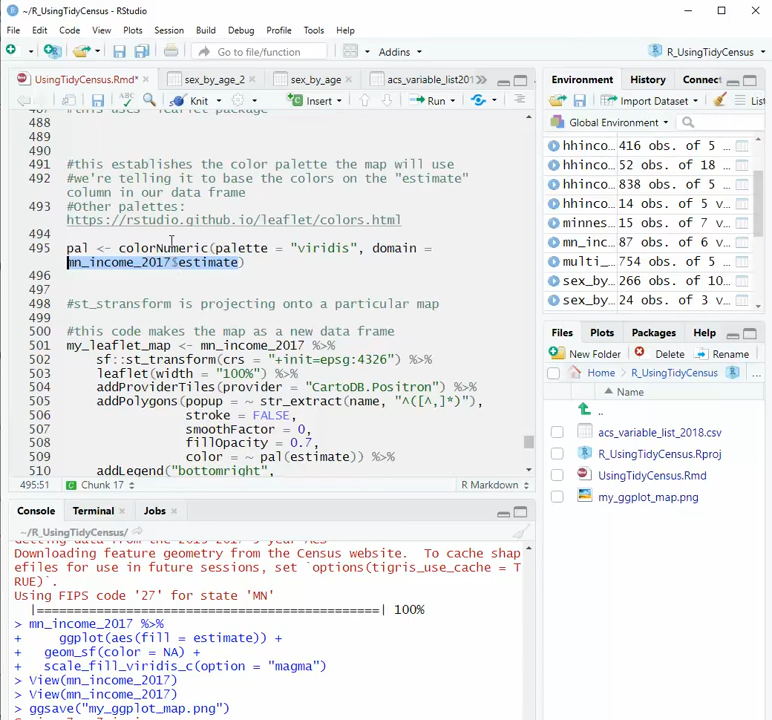 ~/R_UsingTidyCensus - RStudio
File Edit Code View Plots Session Build Debug Profile Tools Help
Go to file/function
Addins
R_UsingTidyCensus
UsingTidyCensus.Rmd*
sex_by_age_2
sex_by_age
acs_variable_list201
Knit
Insert
Run
488
489
490
491 #this establishes the color palette the map will use
492 #we're telling it to base the colors on the "estimate"
column in our data frame
493 #Other palettes:
https://rstudio.github.io/leaflet/colors.html
494
495 pal <- colorNumeric(palette = "viridis", domain =
mn_income_2017$estimate)
496
497
498 #st_stransform is projecting onto a particular map
499
500 #this code makes the map as a new data frame
501 my_leaflet_map <- mn_income_2017 %>%
502 sf::st_transform(crs = "+init=epsg:4326") %>%
503 leaflet(width = "100%") %>%
504 addProviderTiles(provider = "CartoDB.Positron") %>%
505 addPolygons(popup = ~ str_extract(name, "^([^,]*)"),
506 stroke = FALSE,
507 smoothFactor = 0,
508 fillOpacity = 0.7,
509 color = ~ pal(estimate)) %>%
510 addLegend("bottomright",
495:51
Chunk 17
R Markdown
Console Terminal Jobs
~/R_UsingTidyCensus/
Downloading feature geometry from the Census website. To cache shap
efiles for use in future sessions, set `options(tigris_use_cache = T
RUE)`.
Using FIPS code '27' for state 'MN'
|============================================| 100%
> mn_income_2017 %>%
+ ggplot(aes(fill = estimate)) +
+ geom_sf(color = NA) +
+ scale_fill_viridis_c(option = "magma")
> View(mn_income_2017)
> View(mn_income_2017)
> ggsave("my_ggplot_map.png")
Environment History Connect
Import Dataset
List
Global Environment
hhinco… 416 obs. of 5
hhinco… 52 obs. of 18
hhinco… 838 obs. of 5
hhinco… 14 obs. of 5 v
minnes… 15 obs. of 7 v
mn_inc… 87 obs. of 6 v
multi_… 754 obs. of 5
sex_by… 266 obs. of 10
sex_by… 24 obs. of 3 v
Files Plots Packages Help
New Folder Delete Rename
Home R_UsingTidyCensus ...
Name
..
acs_variable_list_2018.csv
R_UsingTidyCensus.Rproj
UsingTidyCensus.Rmd
my_ggplot_map.png